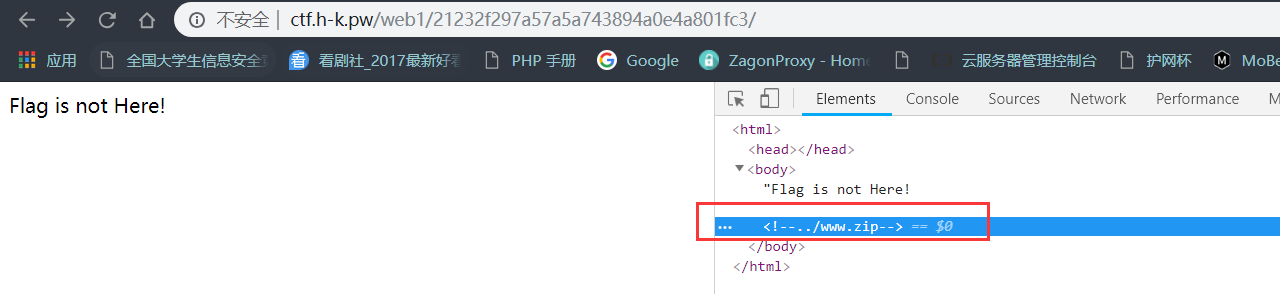 不安全 | ctf.h-k.pw/web1/21232f297a57a5a743894a0e4a801fc3/
应用 全国大学生信息安全 看 看剧社_2017最新好看 PHP 手册 Google ZagonProxy - Home 云服务器管理控制台 护网杯 M MoBe
Flag is not Here!
Elements Console Sources Network Performance M
<html>
<head></head>
<body>
"Flag is not Here!
<!--../www.zip--> == $0
</body>
</html>